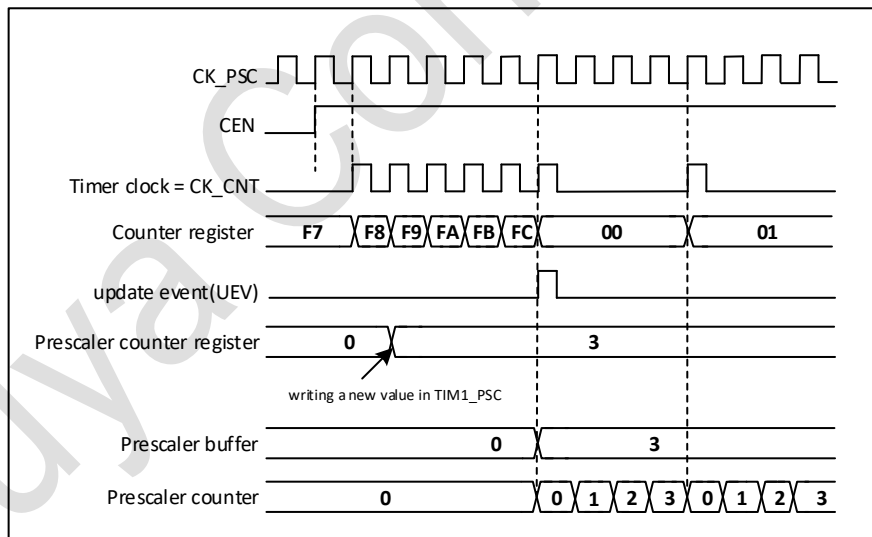 CK_PSC
CEN
Timer clock = CK_CNT
Counter register F7 F8 F9 FA FB FC 00 01
update event(UEV)
Prescaler counter register 0 3
writing a new value in TIM1_PSC
Prescaler buffer 0 3
Prescaler counter 0 0 1 2 3 0 1 2 3